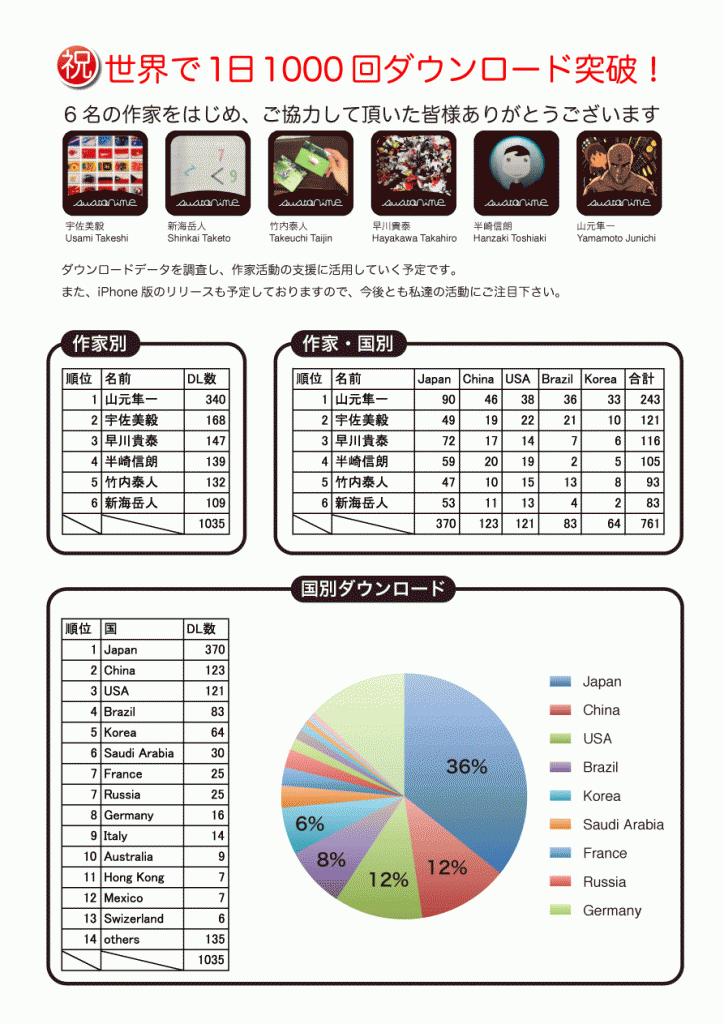 祝 世界で1日1000回ダウンロード突破！
6名の作家をはじめ、ご協力して頂いた皆様ありがとうございます
7
< 9
suranime suranime suranime suranime suranime suranime
宇佐美毅 新海岳人 竹内泰人 早川貴泰 半崎信朗 山元隼一
Usami Takeshi Shinkai Taketo Takeuchi Taijin Hayakawa Takahiro Hanzaki Toshiaki Yamamoto Junichi
ダウンロードデータを調査し、作家活動の支援に活用していく予定です。
また、iPhone 版のリリースも予定しておりますので、今後とも私達の活動にご注目下さい。
作家別
順位 名前 DL数
1 山元隼一 340
2 宇佐美毅 168
3 早川貴泰 147
4 半崎信朗 139
5 竹内泰人 132
6 新海岳人 109
1035
作家・国別
順位 名前 Japan China USA Brazil Korea 合計
1 山元隼一 90 46 38 36 33 243
2 宇佐美毅 49 19 22 21 10 121
3 早川貴泰 72 17 14 7 6 116
4 半崎信朗 59 20 19 2 5 105
5 竹内泰人 47 10 15 13 8 93
6 新海岳人 53 11 13 4 2 83
370 123 121 83 64 761
国別ダウンロード
順位 国 DL数
1 Japan 370
2 China 123
3 USA 121
4 Brazil 83
5 Korea 64
6 Saudi Arabia 30
7 France 25
7 Russia 25
8 Germany 16
9 Italy 14
10 Australia 9
11 Hong Kong 7
12 Mexico 7
13 Swizerland 6
14 others 135
1035
36%
12%
12%
8%
6%
Japan
China
USA
Brazil
Korea
Saudi Arabia
France
Russia
Germany